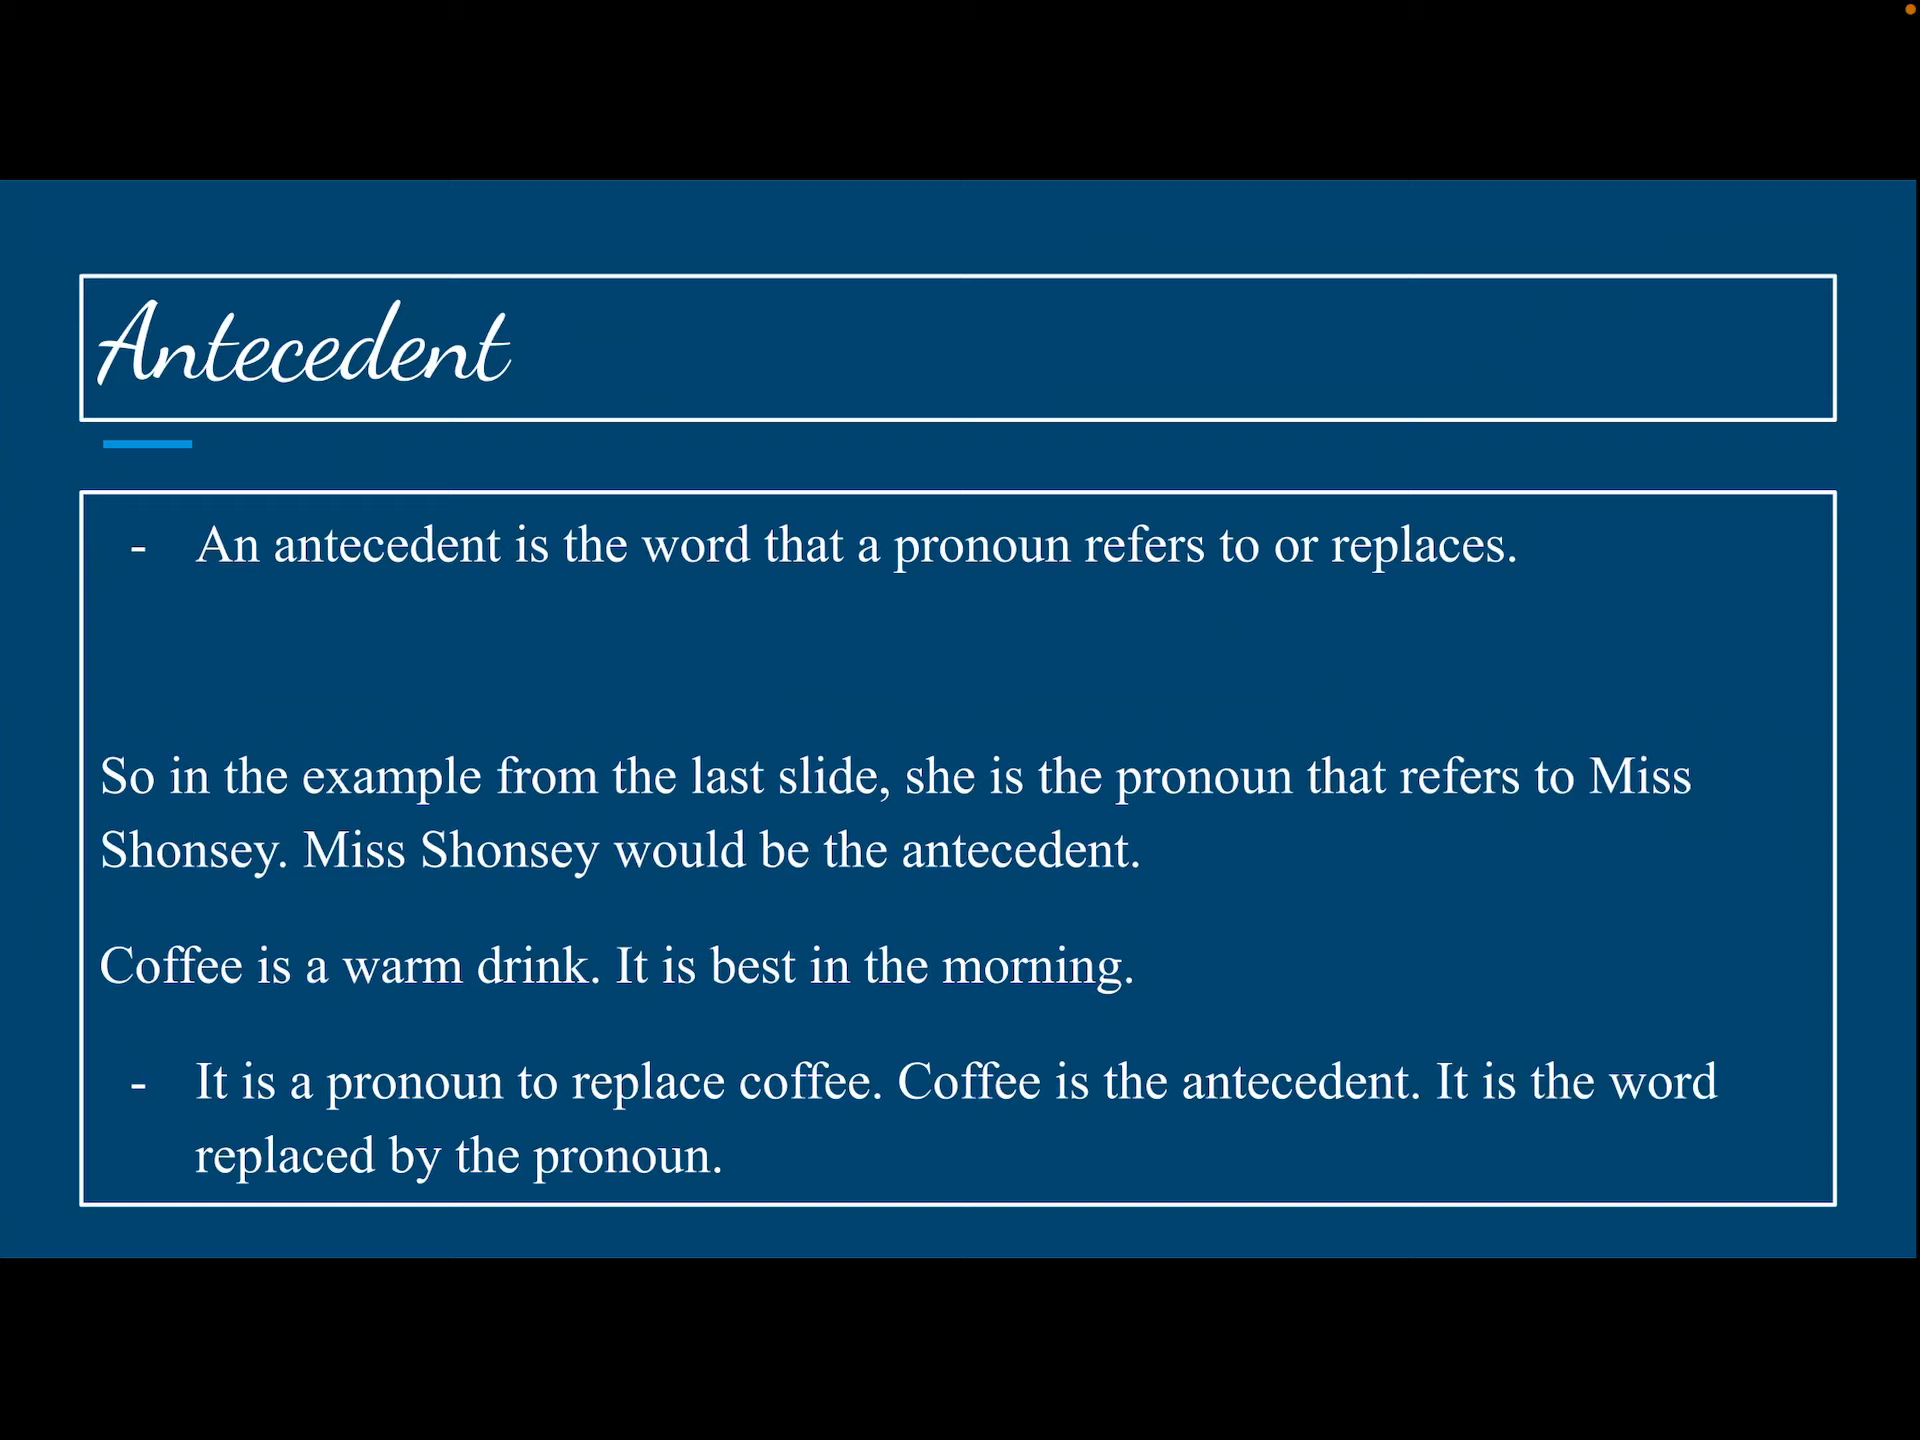 Antecedent
- An antecedent is the word that a pronoun refers to or replaces.
So in the example from the last slide, she is the pronoun that refers to Miss
Shonsey. Miss Shonsey would be the antecedent.
Coffee is a warm drink. It is best in the morning.
- It is a pronoun to replace coffee. Coffee is the antecedent. It is the word
replaced by the pronoun.